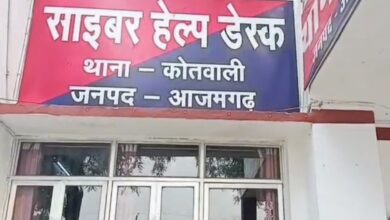 साइबर हेल्प डेस्क
थाना – कोतवाली
जनपद – आजमगढ़